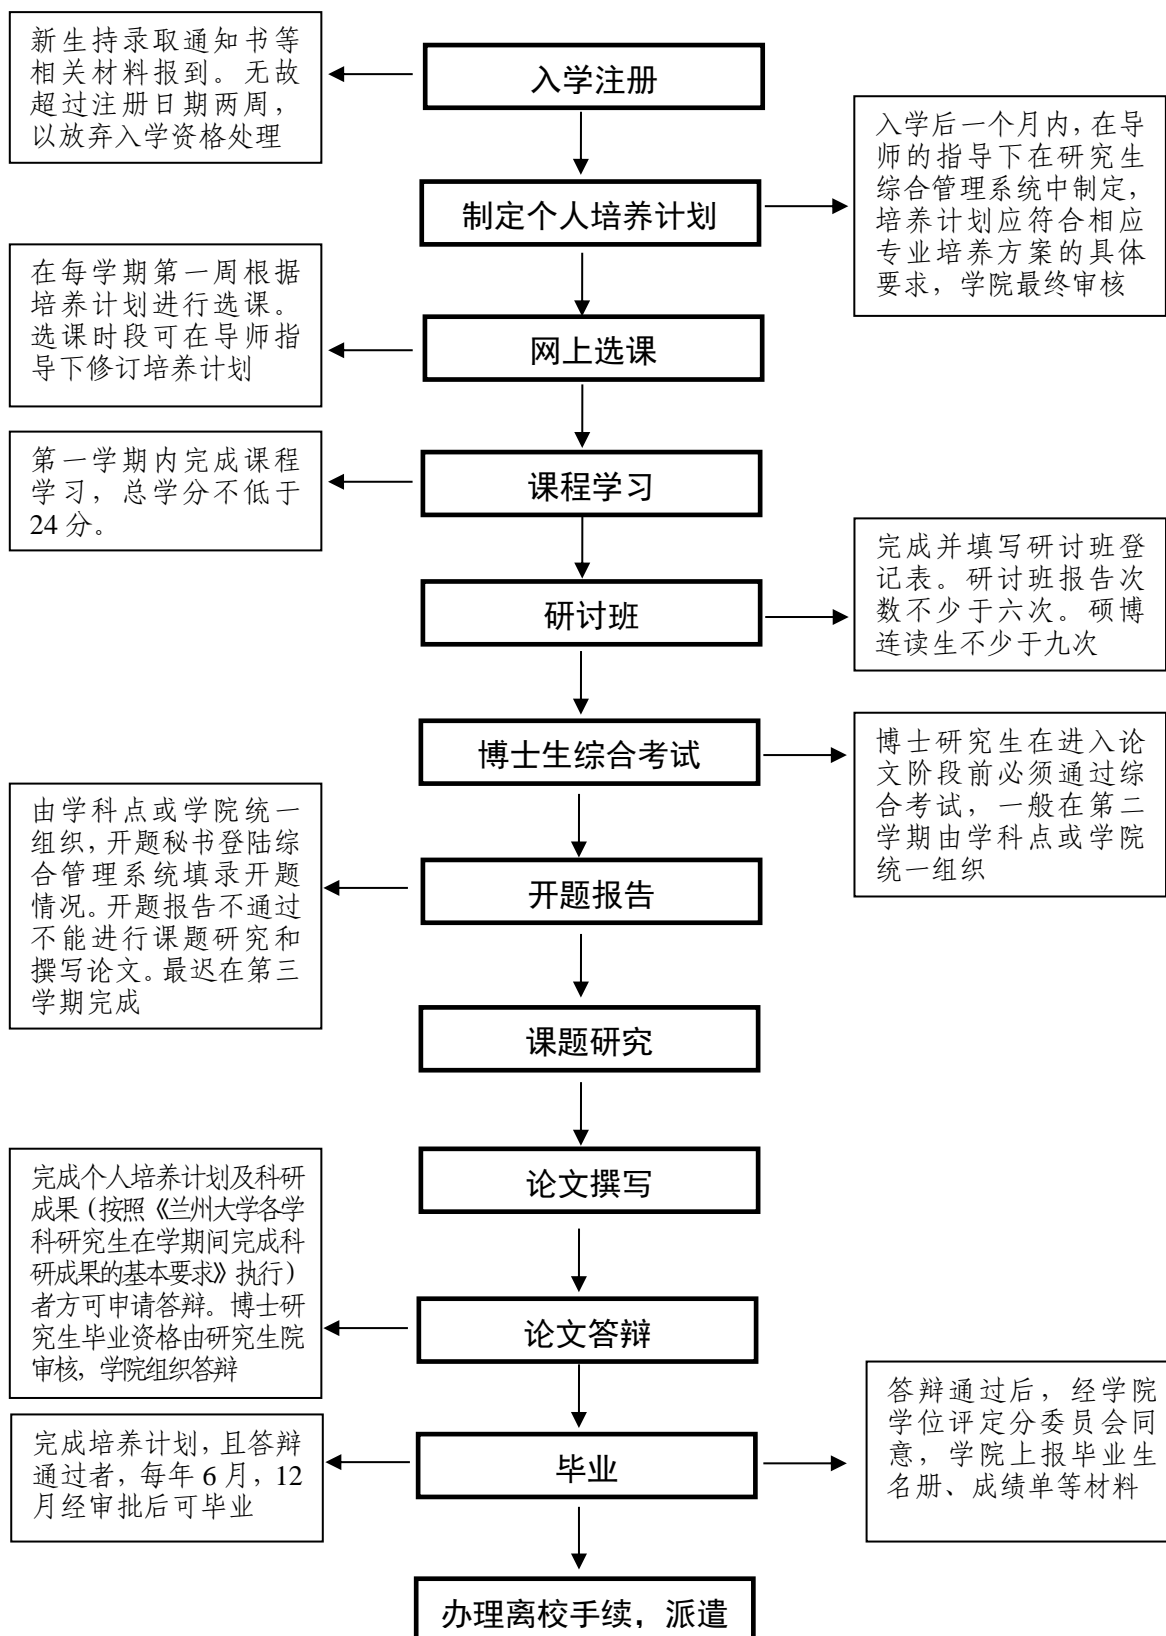 新生持录取通知书等
相关材料报到。无故
超过注册日期两周，
以放弃入学资格处理
入学注册
入学后一个月内，在导
师的指导下在研究生
综合管理系统中制定，
培养计划应符合相应
专业培养方案的具体
要求，学院最终审核
制定个人培养计划
在每学期第一周根据
培养计划进行选课。
选课时段可在导师指
导下修订培养计划
网上选课
第一学期内完成课程
学习，总学分不低于
24 分。
课程学习
完成并填写研讨班登
记表。研讨班报告次
数不少于六次。硕博
连读生不少于九次
研讨班
博士生综合考试
博士研究生在进入论
文阶段前必须通过综
合考试，一般在第二
学期由学科点或学院
统一组织
由学科点或学院统一
组织，开题秘书登陆综
合管理系统填录开题
情况。开题报告不通过
不能进行课题研究和
撰写论文。最迟在第三
学期完成
开题报告
课题研究
论文撰写
完成个人培养计划及科研
成果（按照《兰州大学各学
科研究生在学期间完成科
研成果的基本要求》执行）
者方可申请答辩。博士研
究生毕业资格由研究生院
审核，学院组织答辩
论文答辩
答辩通过后，经学院
学位评定分委员会同
意，学院上报毕业生
名册、成绩单等材料
完成培养计划，且答辩
通过者，每年 6 月，12
月经审批后可毕业
毕业
办理离校手续，派遣